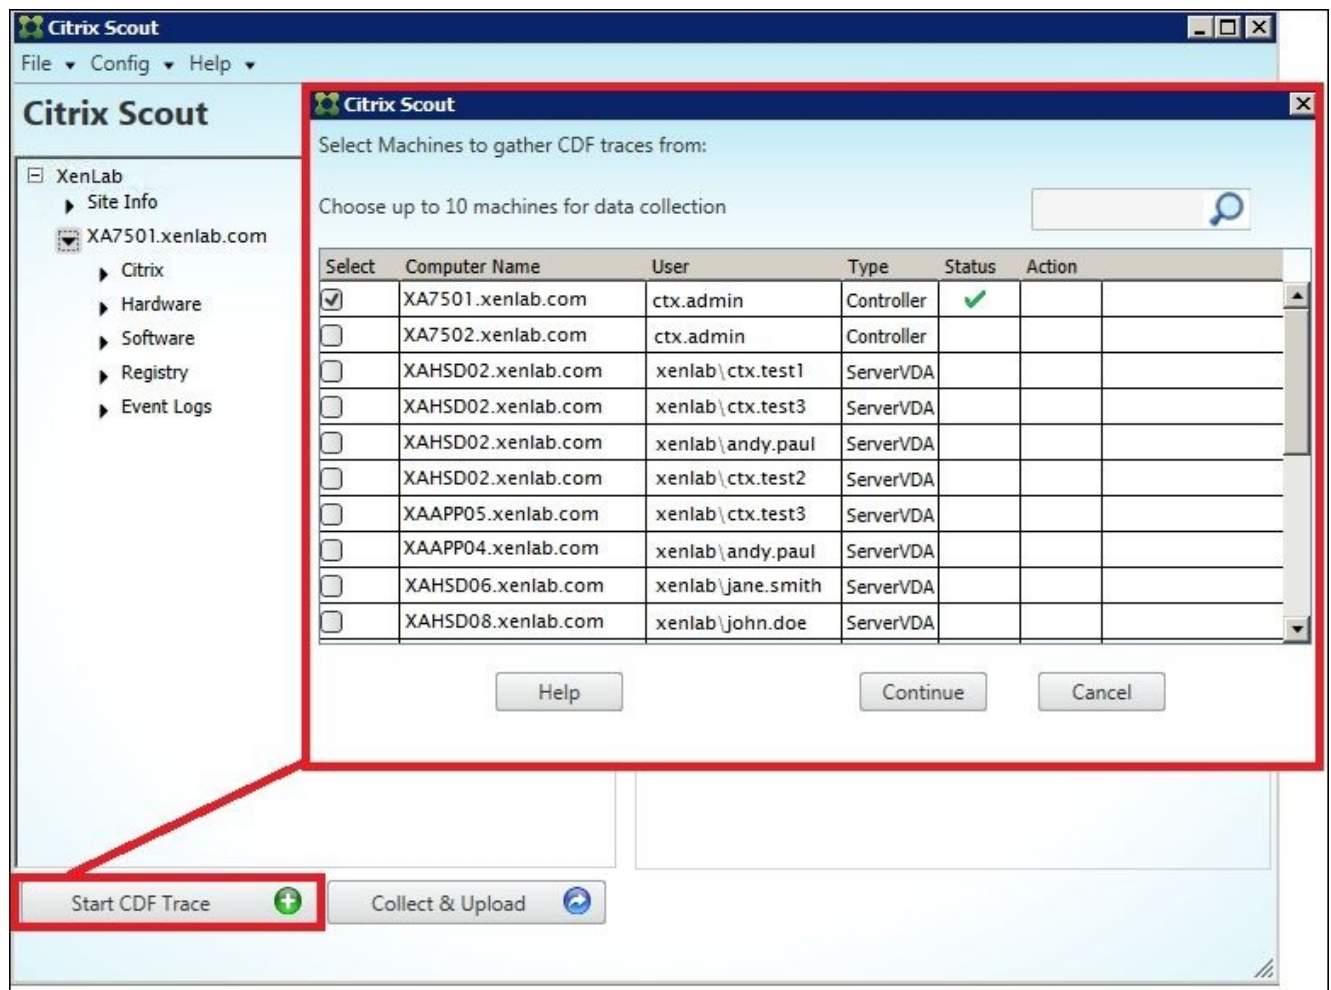 Citrix Scout
File Config Help
Citrix Scout
XenLab
Site Info
XA7501.xenlab.com
Citrix
Hardware
Software
Registry
Event Logs
Citrix Scout
Select Machines to gather CDF traces from:
Choose up to 10 machines for data collection
Select Computer Name User Type Status Action
XA7501.xenlab.com ctx.admin Controller
XA7502.xenlab.com ctx.admin Controller
XAHSD02.xenlab.com xenlab\ctx.test1 ServerVDA
XAHSD02.xenlab.com xenlab\ctx.test3 ServerVDA
XAHSD02.xenlab.com xenlab\andy.paul ServerVDA
XAHSD02.xenlab.com xenlab\ctx.test2 ServerVDA
XAAPP05.xenlab.com xenlab\ctx.test3 ServerVDA
XAAPP04.xenlab.com xenlab\andy.paul ServerVDA
XAHSD06.xenlab.com xenlab\jane.smith ServerVDA
XAHSD08.xenlab.com xenlab\john.doe ServerVDA
Help Continue Cancel
Start CDF Trace Collect & Upload